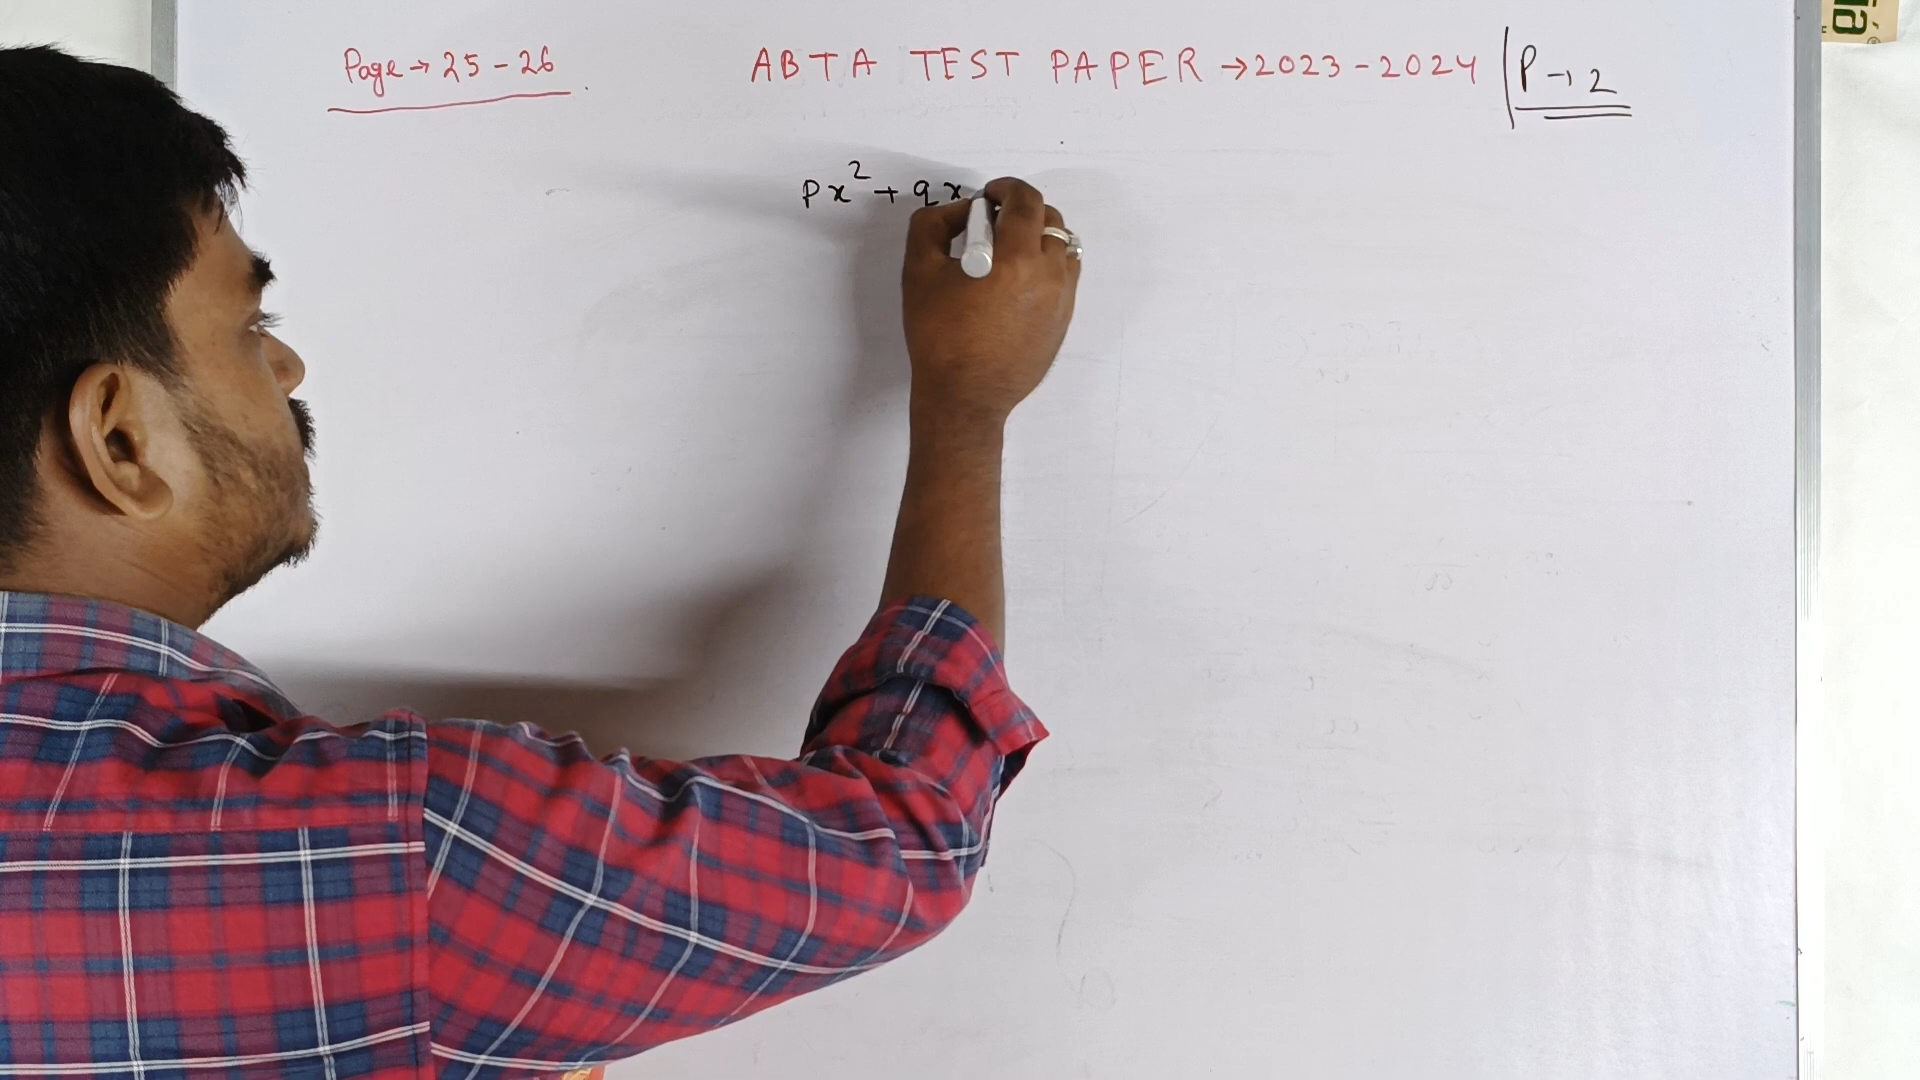 Page → 25 - 26
ABTA TEST PAPER → 2023 - 2024 | P → 2
px² + qx